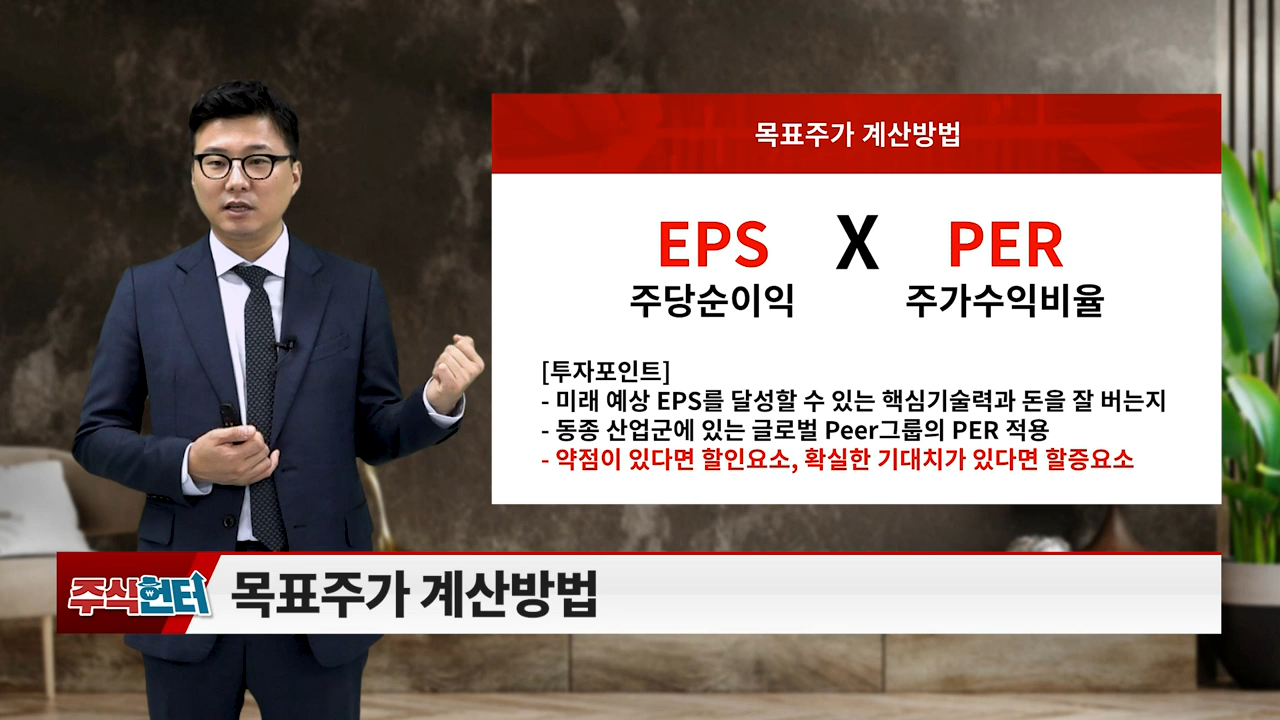 목표주가 계산방법
EPS X PER
주당순이익 주가수익비율
[투자포인트]
- 미래 예상 EPS를 달성할 수 있는 핵심기술력과 돈을 잘 버는지
- 동종 산업군에 있는 글로벌 Peer그룹의 PER 적용
- 약점이 있다면 할인요소, 확실한 기대치가 있다면 할증요소
주식헌터 목표주가 계산방법